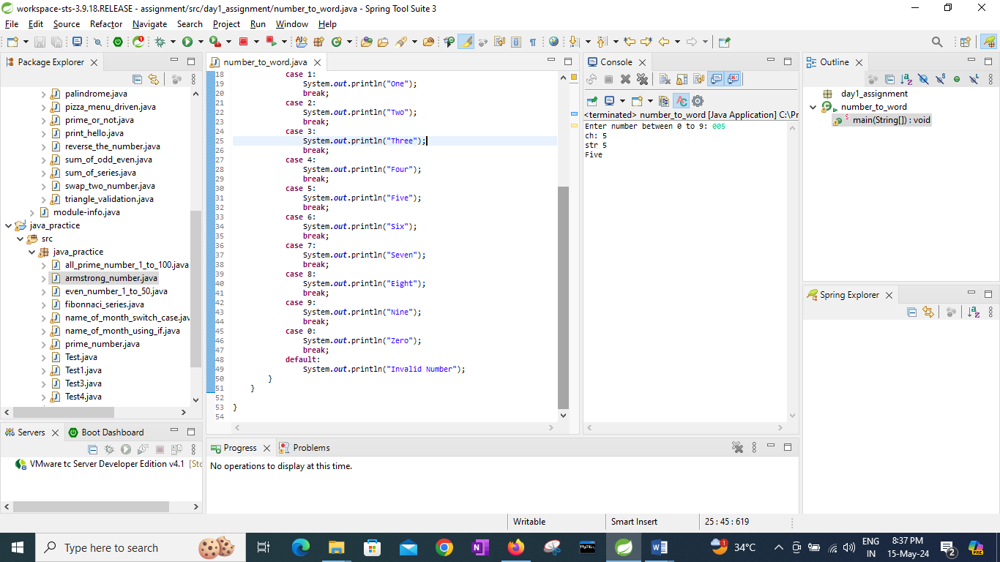 workspace-sts-3.9.18.RELEASE - assignment/src/day1_assignment/number_to_word.java - Spring Tool Suite 3
File Edit Source Refactor Navigate Search Project Run Window Help
Package Explorer
palindrome.java
pizza_menu_driven.java
prime_or_not.java
print_hello.java
reverse_the_number.java
sum_of_odd_even.java
sum_of_series.java
swap_two_number.java
triangle_validation.java
module-info.java
java_practice
src
java_practice
all_prime_number_1_to_100.java
armstrong_number.java
even_number_1_to_50.java
fibonnaci_series.java
name_of_month_switch_case.jav
name_of_month_using_if.java
prime_number.java
Test.java
Test1.java
Test3.java
Test4.java
Servers
Boot Dashboard
VMware tc Server Developer Edition v4.1 [Sto
number_to_word.java
18 case 1:
19 System.out.println("One");
20 break;
21 case 2:
22 System.out.println("Two");
23 break;
24 case 3:
25 System.out.println("Three");
26 break;
27 case 4:
28 System.out.println("Four");
29 break;
30 case 5:
31 System.out.println("Five");
32 break;
33 case 6:
34 System.out.println("Six");
35 break;
36 case 7:
37 System.out.println("Seven");
38 break;
39 case 8:
40 System.out.println("Eight");
41 break;
42 case 9:
43 System.out.println("Nine");
44 break;
45 case 0:
46 System.out.println("Zero");
47 break;
48 default:
49 System.out.println("Invalid Number");
50 }
51 }
52
53 }
54
Console
<terminated> number_to_word [Java Application] C:\Pr
Enter number between 0 to 9: 005
ch: 5
str 5
Five
Outline
day1_assignment
number_to_word
main(String[]) : void
Spring Explorer
Progress
Problems
No operations to display at this time.
Writable
Smart Insert
25 : 45 : 619
Type here to search
34°C
ENG
IN
8:37 PM
15-May-24
2